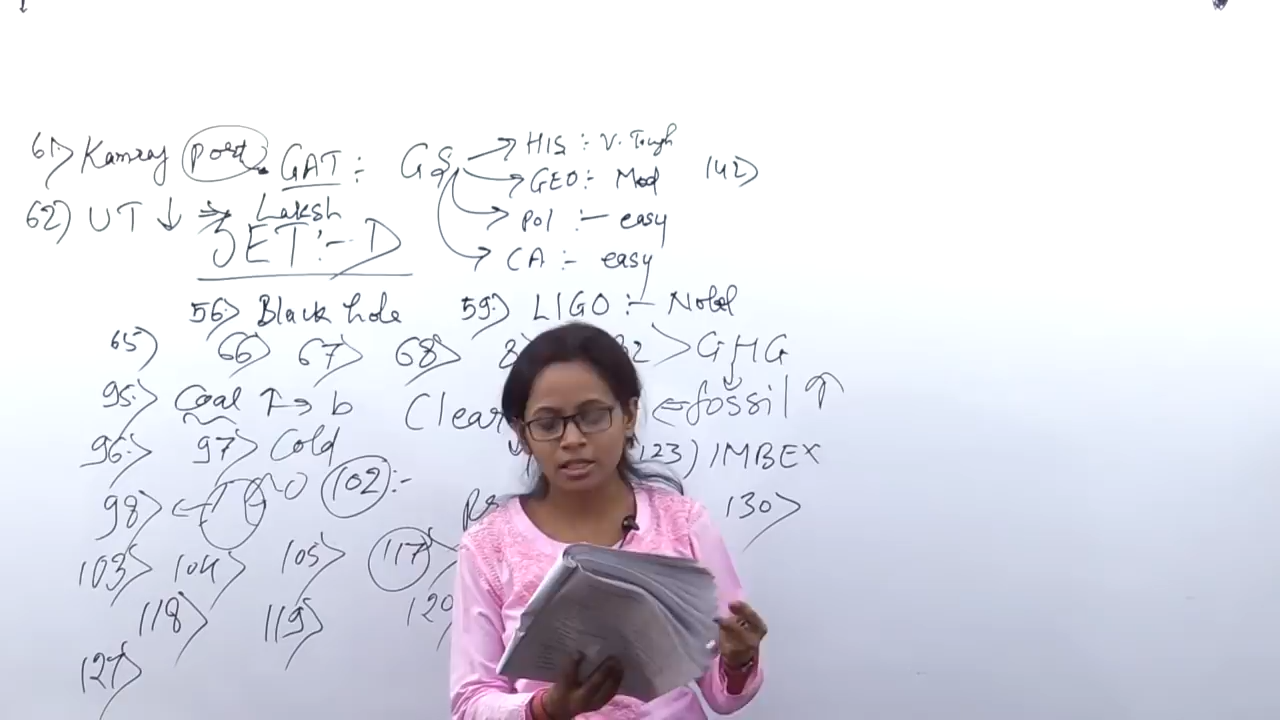 61> Kamraj port. GAT : GS → HIS : V. Tough
→ GEO : Mod 142>
62) UT ↓ ⇒ Laksh → Pol :- easy
SET :- D → CA :- easy
56> Black hole 59> LIGO :- Nobel
65) 66> 67> 68> 8 82 > GHG
95> Coal ↑→ b Clear ← fossil ↑
96> 97> Cold 123) IMBEX
98> 102 :- 130>
103> 104> 105> 117>
118> 119> 120
127>